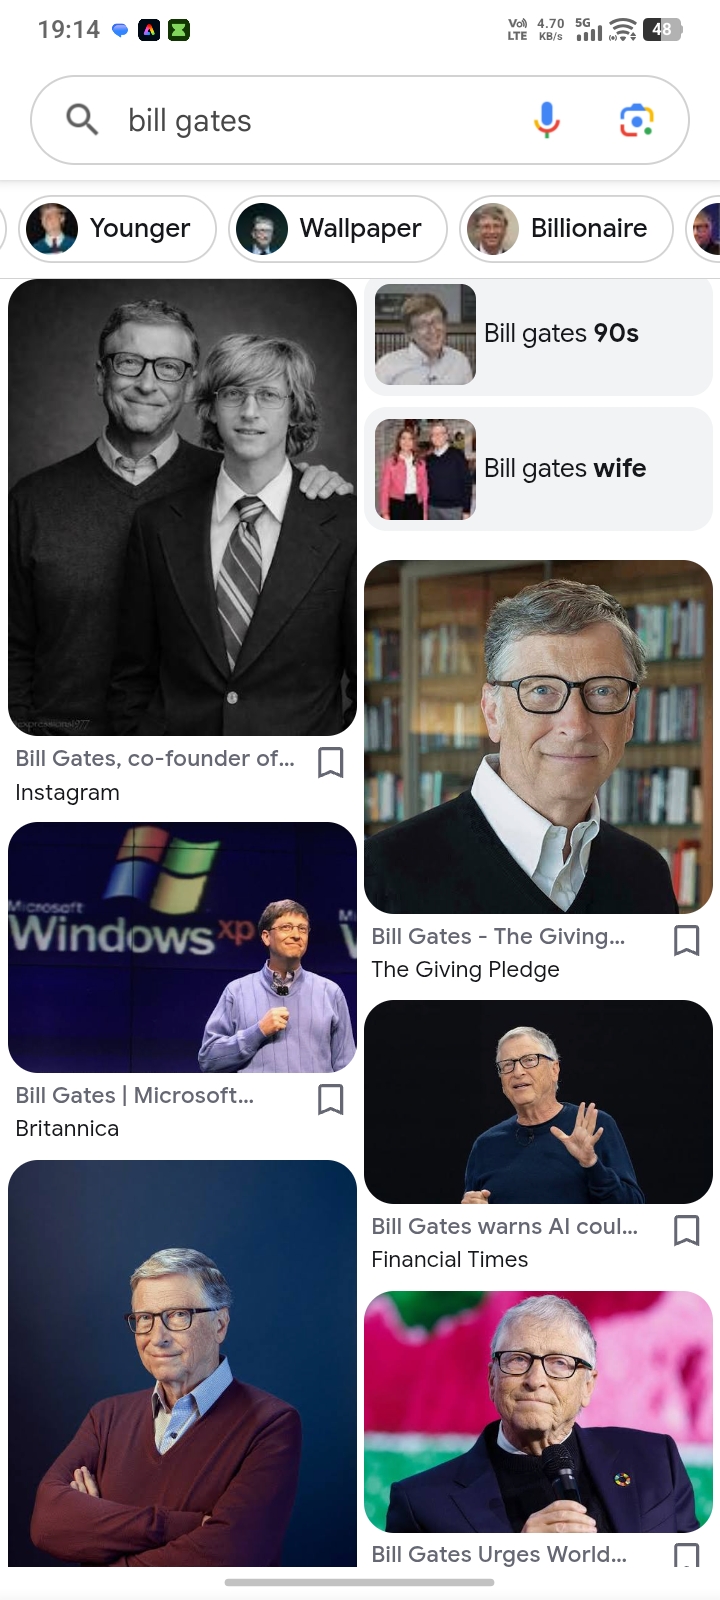 19:14
Vo) 4.70 5G
LTE KB/s 48
bill gates
Younger
Wallpaper
Billionaire
Bill gates 90s
Bill gates wife
Bill Gates, co-founder of...
Instagram
Microsoft
Windows xp
Bill Gates | Microsoft...
Britannica
Bill Gates - The Giving...
The Giving Pledge
Bill Gates warns AI coul...
Financial Times
Bill Gates Urges World...